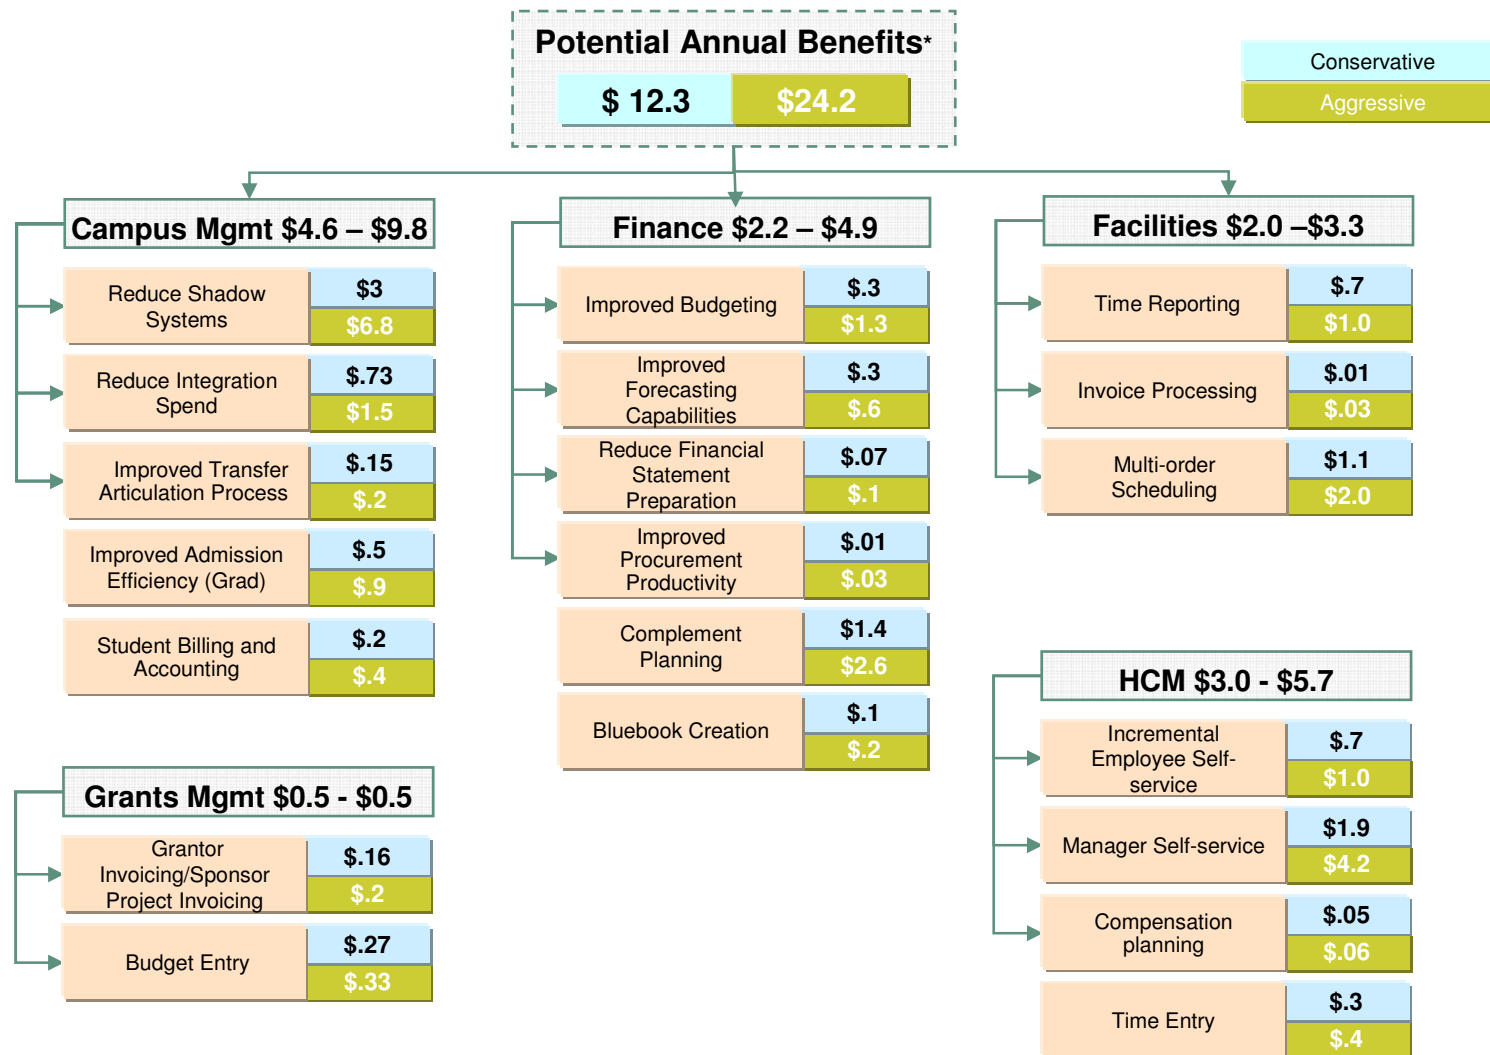 Potential Annual Benefits*
$ 12.3
$24.2
Conservative
Aggressive
Campus Mgmt $4.6 – $9.8
Reduce Shadow
Systems
$3
$6.8
Reduce Integration
Spend
$.73
$1.5
Improved Transfer
Articulation Process
$.15
$.2
Improved Admission
Efficiency (Grad)
$.5
$.9
Student Billing and
Accounting
$.2
$.4
Grants Mgmt $0.5 - $0.5
Grantor
Invoicing/Sponsor
Project Invoicing
$.16
$.2
Budget Entry
$.27
$.33
Finance $2.2 – $4.9
Improved Budgeting
$.3
$1.3
Improved
Forecasting
Capabilities
$.3
$.6
Reduce Financial
Statement
Preparation
$.07
$.1
Improved
Procurement
Productivity
$.01
$.03
Complement
Planning
$1.4
$2.6
Bluebook Creation
$.1
$.2
Facilities $2.0 –$3.3
Time Reporting
$.7
$1.0
Invoice Processing
$.01
$.03
Multi-order
Scheduling
$1.1
$2.0
HCM $3.0 - $5.7
Incremental
Employee Self-
service
$.7
$1.0
Manager Self-service
$1.9
$4.2
Compensation
planning
$.05
$.06
Time Entry
$.3
$.4